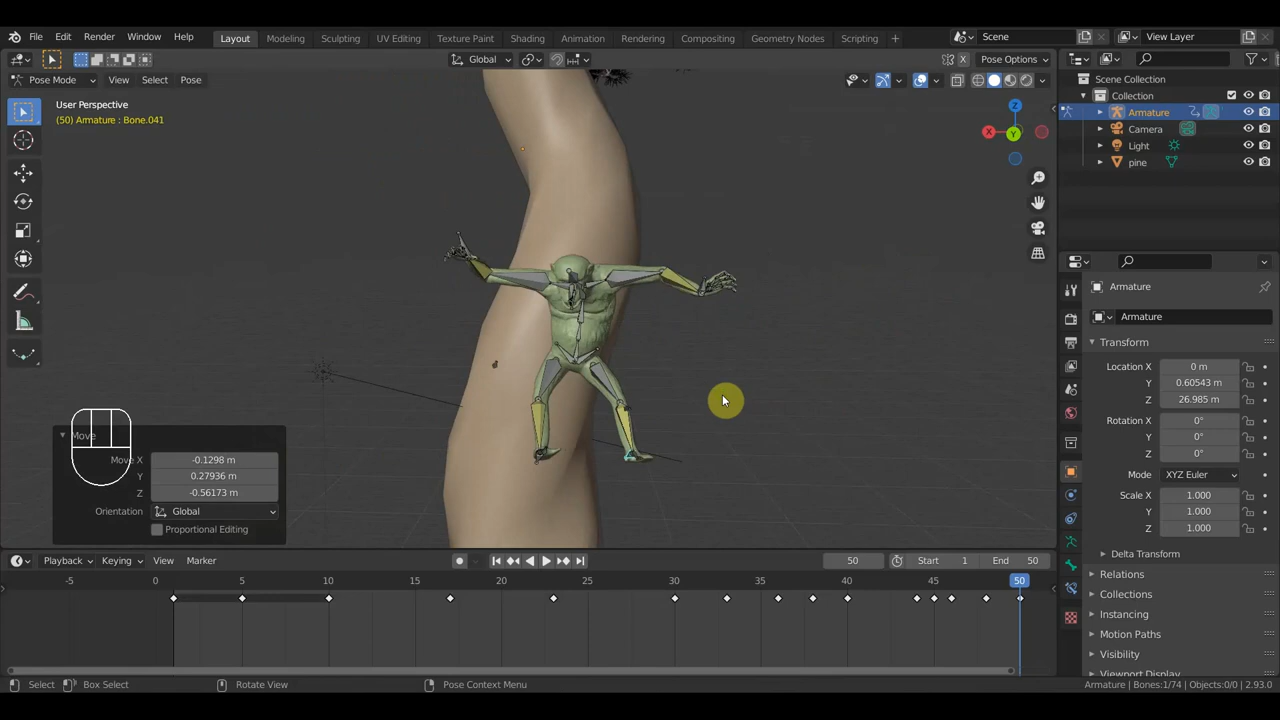 File Edit Render Window Help Layout Modeling Sculpting UV Editing Texture Paint Shading Animation Rendering Compositing Geometry Nodes Scripting + Scene View Layer
Global Pose Options
Pose Mode View Select Pose
Scene Collection
Collection
Armature
Camera
Light
pine
User Perspective
(50) Armature : Bone.041
X
Y
Z
Armature
Armature
Transform
Location X 0 m
Y 0.60543 m
Z 26.985 m
Rotation X 0°
Y 0°
Z 0°
Mode XYZ Euler
Scale X 1.000
Y 1.000
Z 1.000
Delta Transform
Relations
Collections
Instancing
Motion Paths
Visibility
Viewport Display
Move
Move X -0.1298 m
Y 0.27936 m
Z -0.56173 m
Orientation Global
Proportional Editing
Playback Keying View Marker 50 Start 1 End 50
-5 0 5 10 15 20 25 30 35 40 45 50
Select Box Select Rotate View Pose Context Menu Armature | Bones:1/74 | Objects:0/0 | 2.93.0